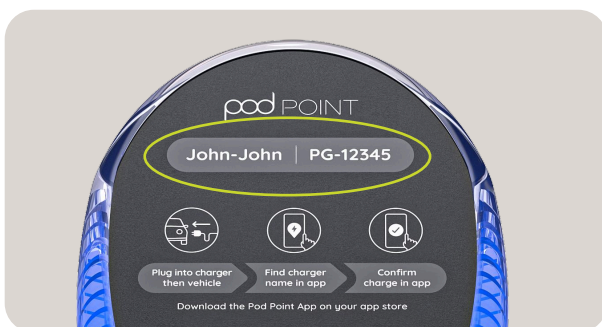 pod POINT
John-John | PG-12345
Plug into charger
then vehicle
Find charger
name in app
Confirm
charge in app
Download the Pod Point App on your app store